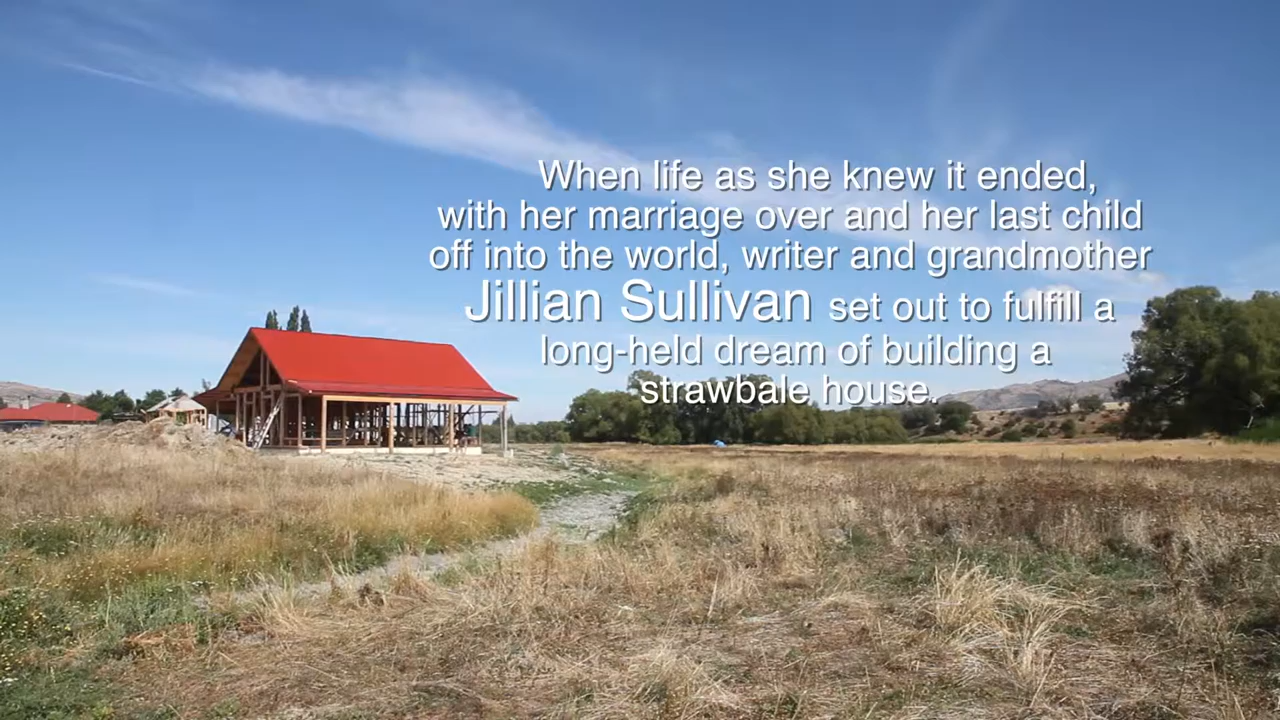 When life as she knew it ended,
with her marriage over and her last child
off into the world, writer and grandmother
Jillian Sullivan set out to fulfill a
long-held dream of building a
strawbale house.